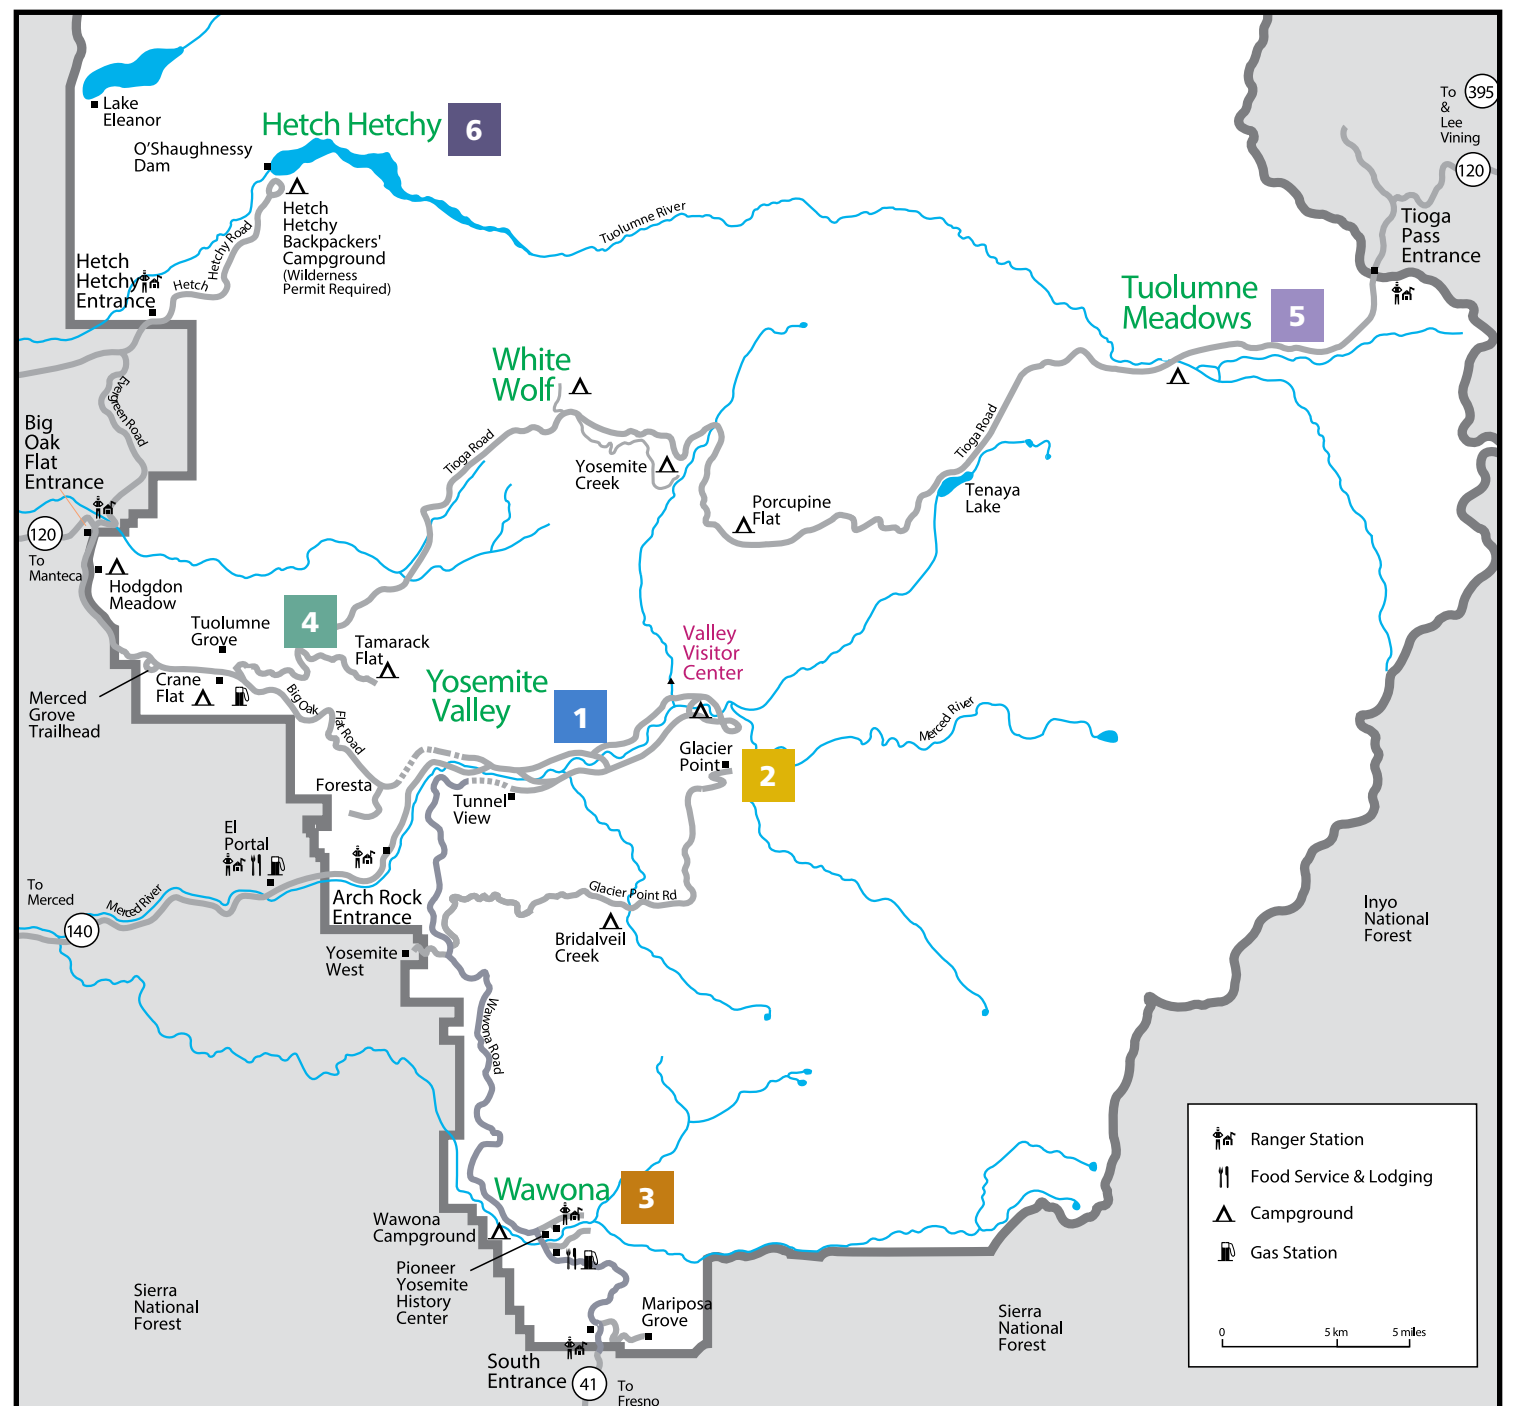 Lake
Eleanor
Hetch Hetchy
6
O'Shaughnessy
Dam
To
&
Lee
Vining
395
120
Hetch
Hetchy
Backpackers'
Campground
(Wilderness
Permit Required)
Tuolumne River
Tioga
Pass
Entrance
Hetch
Hetchy
Entrance
Hetch Hetchy Road
Tuolumne
Meadows
5
White
Wolf
Evergreen Road
Big
Oak
Flat
Entrance
Tioga Road
Tioga Road
Yosemite
Creek
Tenaya
Lake
Porcupine
Flat
120
To
Manteca
Hodgdon
Meadow
4
Tuolumne
Grove
Tamarack
Flat
Valley
Visitor
Center
Crane
Flat
Yosemite
Valley
1
Merced
Grove
Trailhead
Big Oak Flat Road
Merced River
Glacier
Point
2
Foresta
Tunnel
View
El
Portal
To
Merced
Merced River
140
Arch Rock
Entrance
Glacier Point Rd
Bridalveil
Creek
Inyo
National
Forest
Yosemite
West
Wawona Road
Ranger Station
Food Service & Lodging
Campground
Gas Station
0
5 km
5 miles
Wawona
3
Wawona
Campground
Pioneer
Yosemite
History
Center
Mariposa
Grove
Sierra
National
Forest
Sierra
National
Forest
South
Entrance
41
To
Fresno